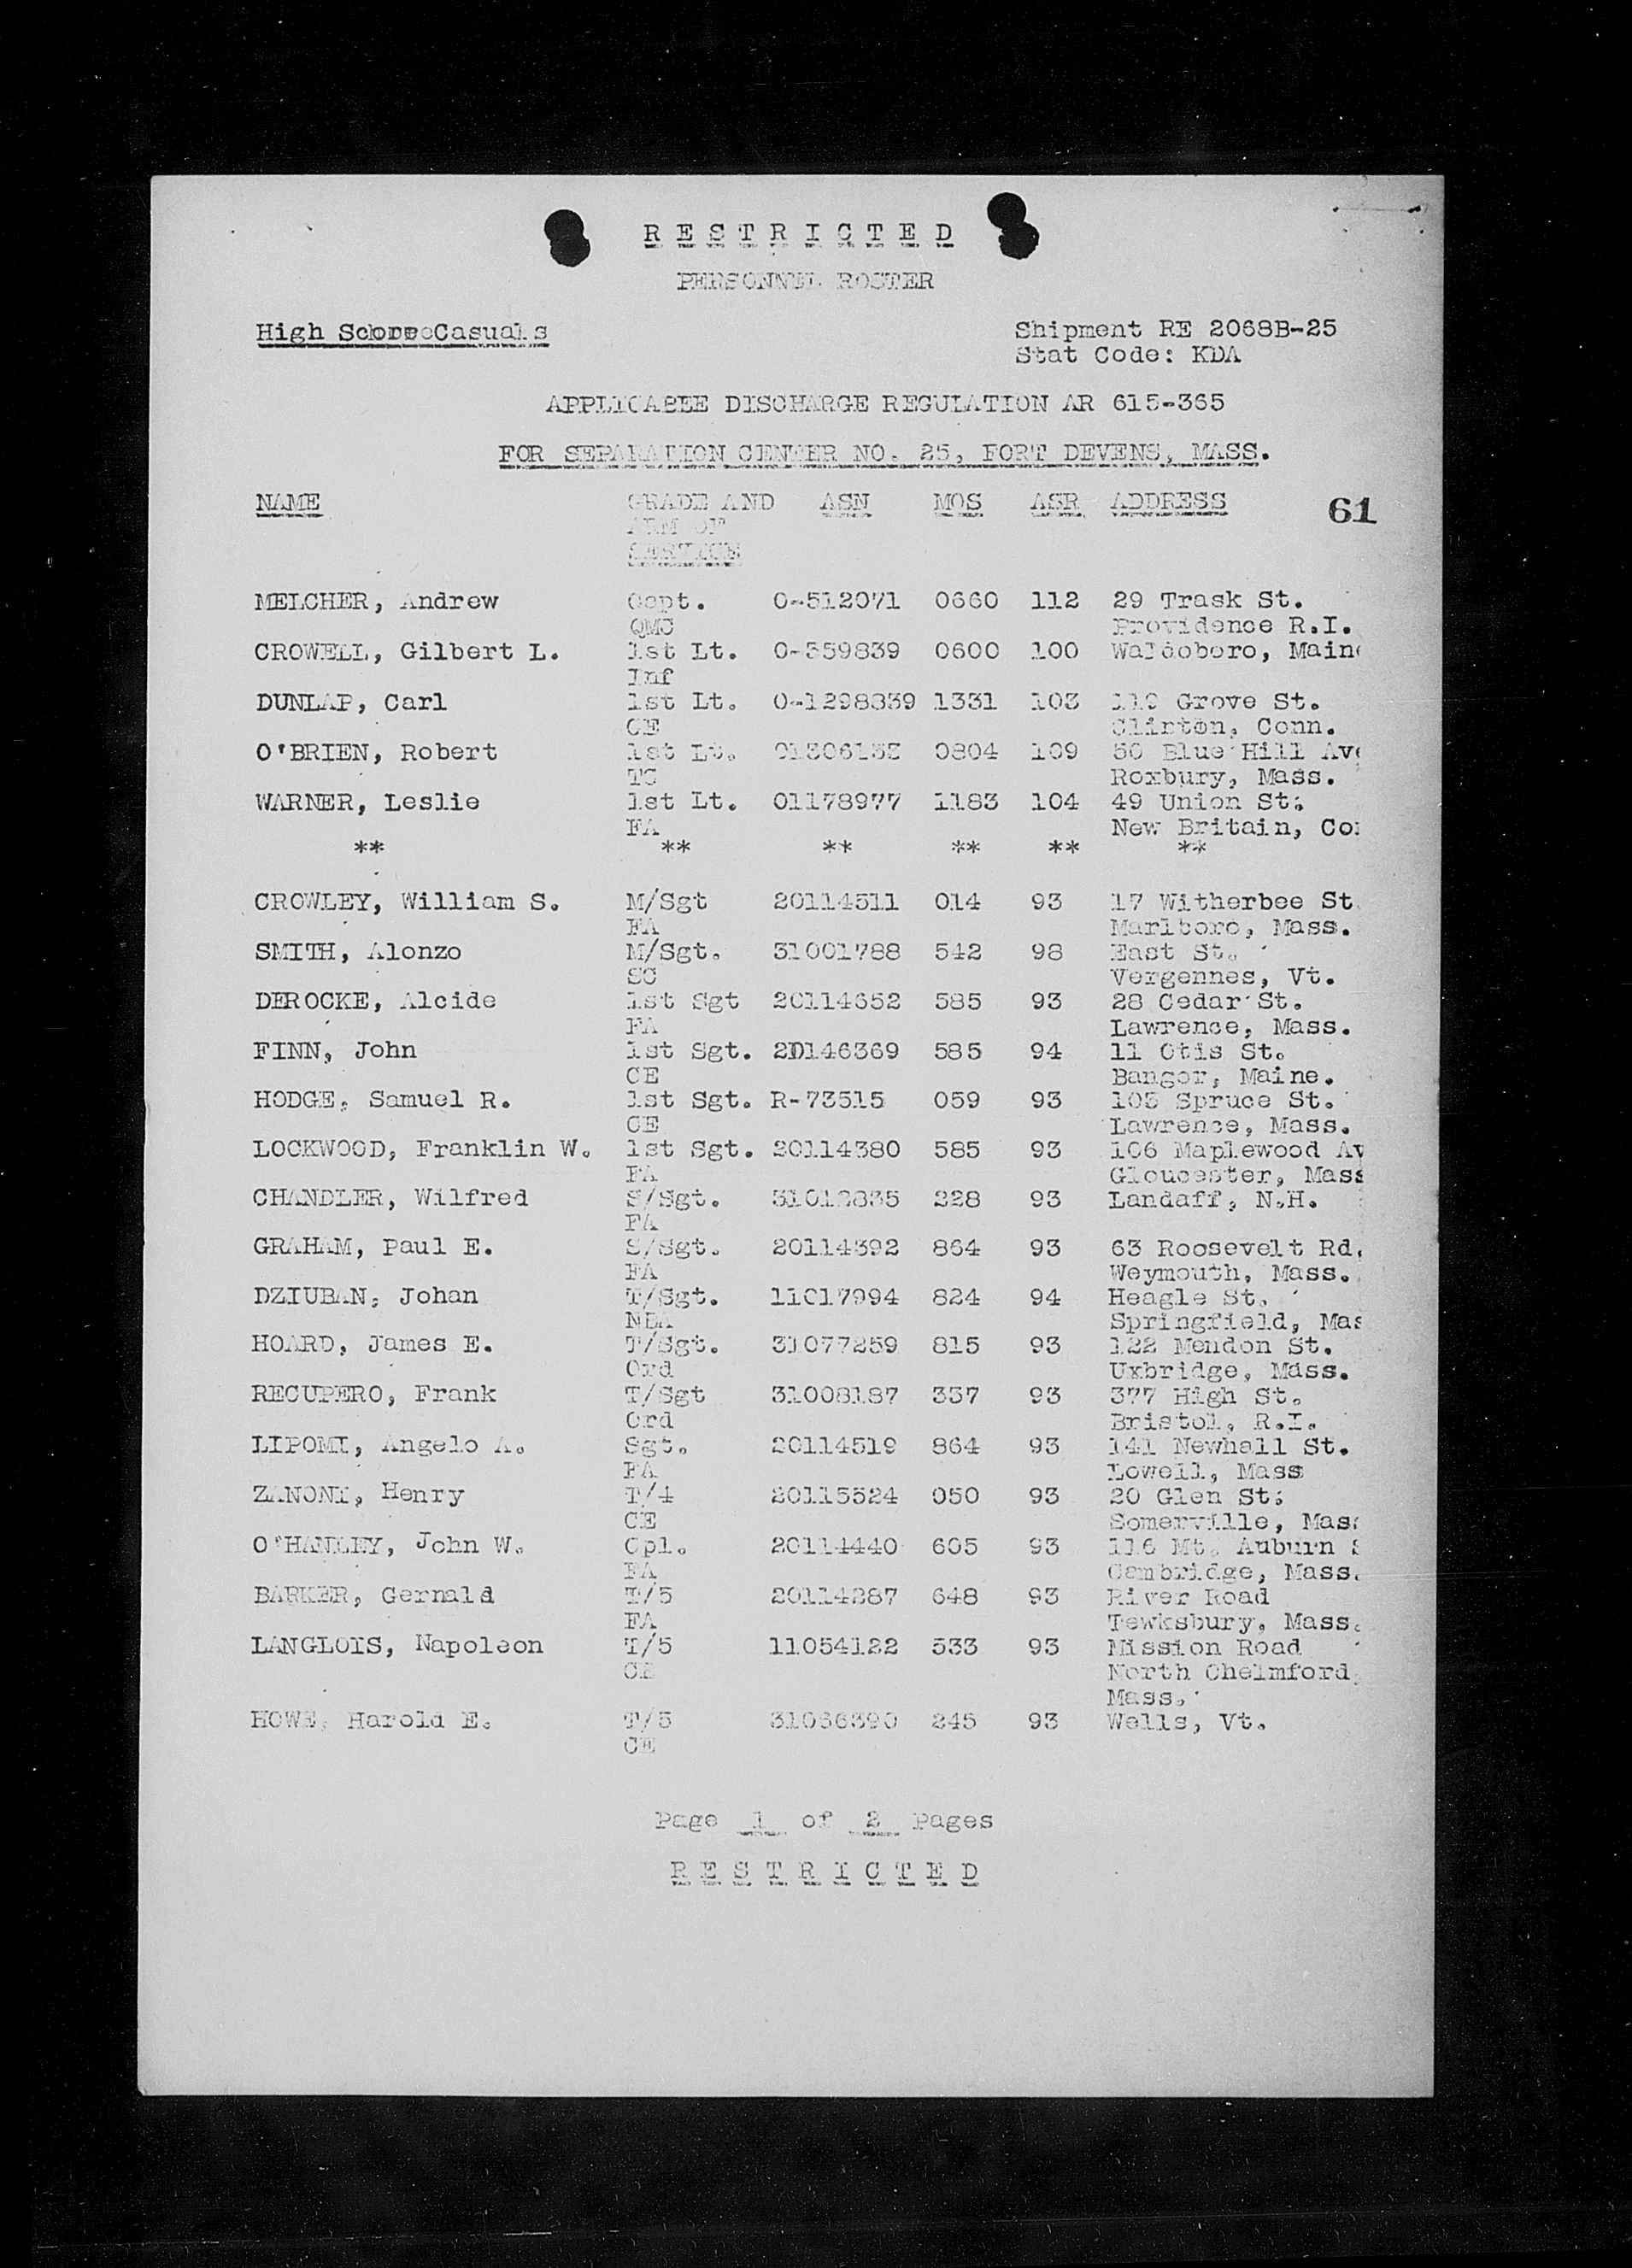 R E S T R I C T E D
PERSONNEL ROSTER
High Score Casuals Shipment RE 2068B-25
Stat Code: KDA
APPLICABEE DISCHARGE REGULATION AR 615-365
FOR SEPARATION CENTER NO. 25, FORT DEVENS, MASS.
NAME GRADE AND ASN MOS ASR ADDRESS 61
ARM OF
SERVICE
MELCHER, Andrew Capt. O-512071 0660 112 29 Trask St.
QMC Providence R.I.
CROWELL, Gilbert L. 1st Lt. O-359839 0600 100 Waldoboro, Maine
Inf
DUNLAP, Carl 1st Lt. O-1298839 1331 103 Grove St.
CE Clinton, Conn.
O'BRIEN, Robert 1st Lt. 0804 109 50 Blue Hill Ave
TC Roxbury, Mass.
WARNER, Leslie 1st Lt. 01178977 1183 104 49 Union St.
FA New Britain, Co
** ** ** ** ** **
CROWLEY, William S. M/Sgt 20114511 014 93 17 Witherbee St
FA Marlboro, Mass.
SMITH, Alonzo M/Sgt. 31001788 542 98 East St.
SC Vergennes, Vt.
DEROCKE, Alcide 1st Sgt 20114652 585 93 28 Cedar St.
FA Lawrence, Mass.
FINN, John 1st Sgt. 20146369 585 94 11 Otis St.
CE Bangor, Maine.
HODGE, Samuel R. 1st Sgt. R-73515 059 93 103 Spruce St.
CE Lawrence, Mass.
LOCKWOOD, Franklin W. 1st Sgt. 20114380 585 93 106 Maplewood Av
FA Gloucester, Mass
CHANDLER, Wilfred S/Sgt. 31012835 228 93 Landaff, N.H.
FA
GRAHAM, Paul E. S/Sgt. 20114392 864 93 63 Roosevelt Rd.
FA Weymouth, Mass.
DZIUBAN, Johan T/Sgt. 11017994 824 94 Heagle St.
Springfield, Mas
HOARD, James E. T/Sgt. 31077259 815 93 122 Mendon St.
Ord Uxbridge, Mass.
RECUPERO, Frank T/Sgt 31008187 337 93 377 High St.
Ord Bristol, R.I.
LIPOMI, Angelo A. Sgt. 20114519 864 93 141 Newhall St.
FA Lowell, Mass
ZANONI, Henry T/4 20115524 050 93 20 Glen St.
CE Somerville, Mass
O'HANLEY, John W. Cpl. 20114440 605 93 116 Mt. Auburn S
FA Cambridge, Mass.
BARKER, Gernald T/5 20114287 648 93 River Road
FA Tewksbury, Mass.
LANGLOIS, Napoleon T/5 11054122 533 93 Mission Road
CE North Chelmford,
Mass.
HOWE, Harold E. T/5 31086390 245 93 Wells, Vt.
CE
Page 1 of 2 Pages
R E S T R I C T E D